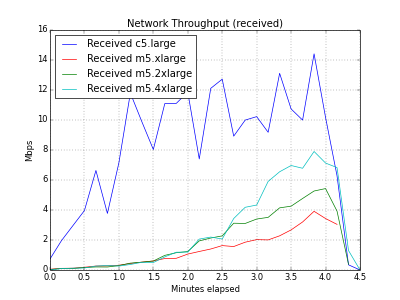 Network Throughput (received)
16
14
12
10
8
6
4
2
0
Mbps
Received c5.large
Received m5.xlarge
Received m5.2xlarge
Received m5.4xlarge
0.0 0.5 1.0 1.5 2.0 2.5 3.0 3.5 4.0 4.5
Minutes elapsed